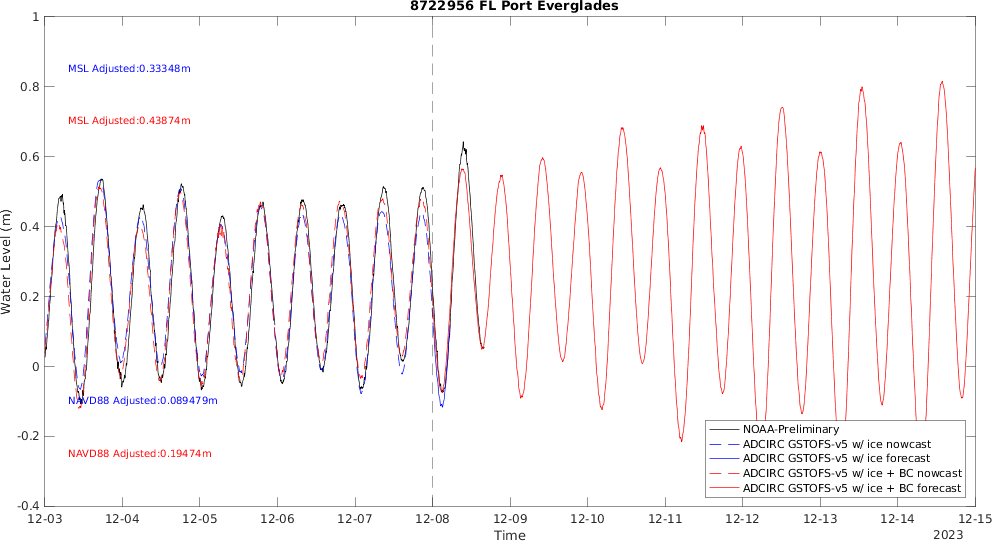 8722956 FL Port Everglades
1
0.8
0.6
0.4
0.2
0
-0.2
-0.4
Water Level (m)
MSL Adjusted:0.33348m
MSL Adjusted:0.43874m
NAVD88 Adjusted:0.089479m
NAVD88 Adjusted:0.19474m
NOAA-Preliminary
ADCIRC GSTOFS-v5 w/ ice nowcast
ADCIRC GSTOFS-v5 w/ ice forecast
ADCIRC GSTOFS-v5 w/ ice + BC nowcast
ADCIRC GSTOFS-v5 w/ ice + BC forecast
12-03 12-04 12-05 12-06 12-07 12-08 12-09 12-10 12-11 12-12 12-13 12-14 12-15
Time
2023